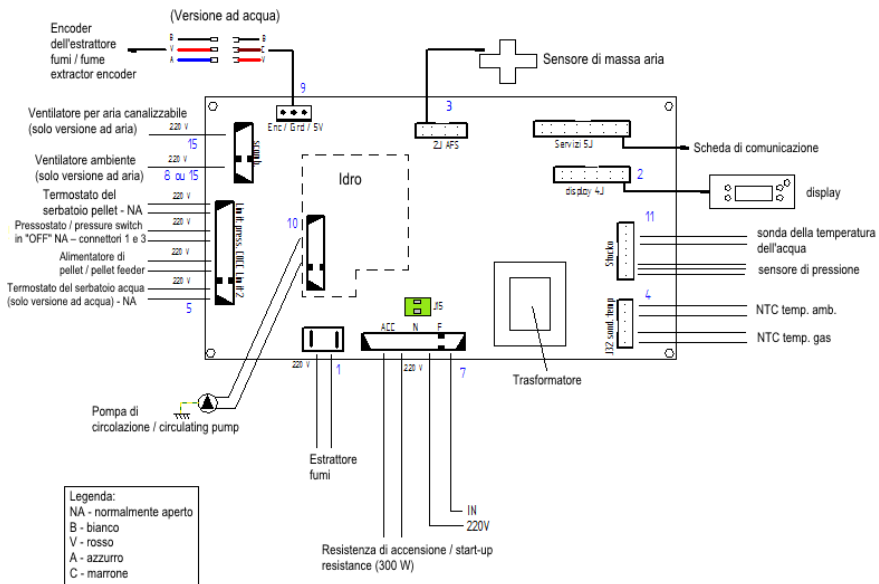 (Versione ad acqua)
Encoder
dell'estrattore
fumi / fume
extractor encoder
B
V
A
B
C
V
9
Enc / Grd / 5V
Sensore di massa aria
3
2J AFS
Servizi 5J
Scheda di comunicazione
2
display 4J
display
Ventilatore per aria canalizzabile
(solo versione ad aria)
220 V
15
Ventilatore ambiente
(solo versione ad aria)
220 V
8 ou 15
Termostato del
serbatoio pellet - NA
220 V
Pressostato / pressure switch
in "OFF" NA – connettori 1 e 3
220 V
Alimentatore di
pellet / pellet feeder
220 V
Termostato del serbatoio acqua
(solo versione ad acqua) - NA
220 V
5
Idro
10
11
Stucko
sonda della temperatura
dell'acqua
sensore di pressione
4
J32 sond. temp
NTC temp. amb.
NTC temp. gas
J15
ACC N F
220 V
1
220 V
7
Trasformatore
Pompa di
circolazione / circulating pump
Estrattore
fumi
IN
220V
Resistenza di accensione / start-up
resistance (300 W)
Legenda:
NA - normalmente aperto
B - bianco
V - rosso
A - azzurro
C - marrone